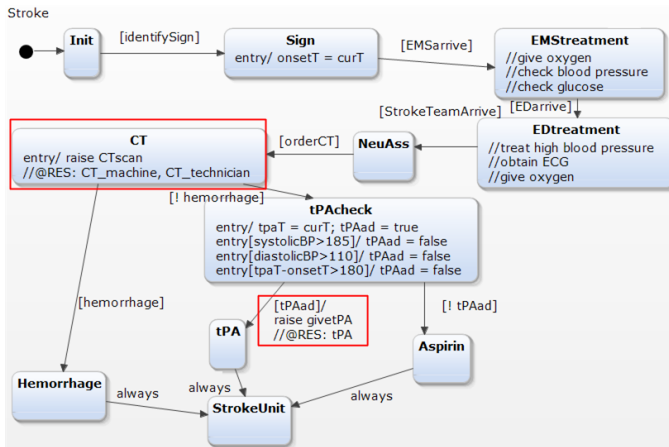 Stroke
Init
[identifySign]
Sign
entry/ onsetT = curT
[EMSarrive]
EMStreatment
//give oxygen
//check blood pressure
//check glucose
[EDarrive]
EDtreatment
//treat high blood pressure
//obtain ECG
//give oxygen
[StrokeTeamArrive]
NeuAss
[orderCT]
CT
entry/ raise CTscan
//@RES: CT_machine, CT_technician
[! hemorrhage]
tPAcheck
entry/ tpaT = curT; tPAad = true
entry[systolicBP>185]/ tPAad = false
entry[diastolicBP>110]/ tPAad = false
entry[tpaT-onsetT>180]/ tPAad = false
[hemorrhage]
[tPAad]/
raise givetPA
//@RES: tPA
[! tPAad]
tPA
Aspirin
Hemorrhage
always
always
always
StrokeUnit